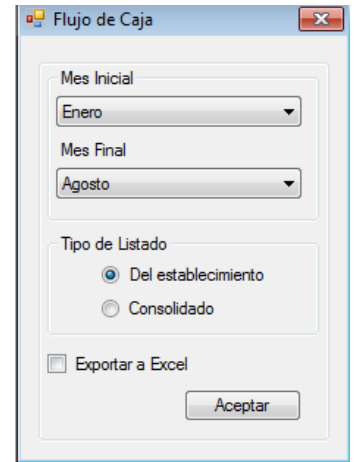 Flujo de Caja
Mes Inicial
Enero
Mes Final
Agosto
Tipo de Listado
Del establecimiento
Consolidado
Exportar a Excel
Aceptar